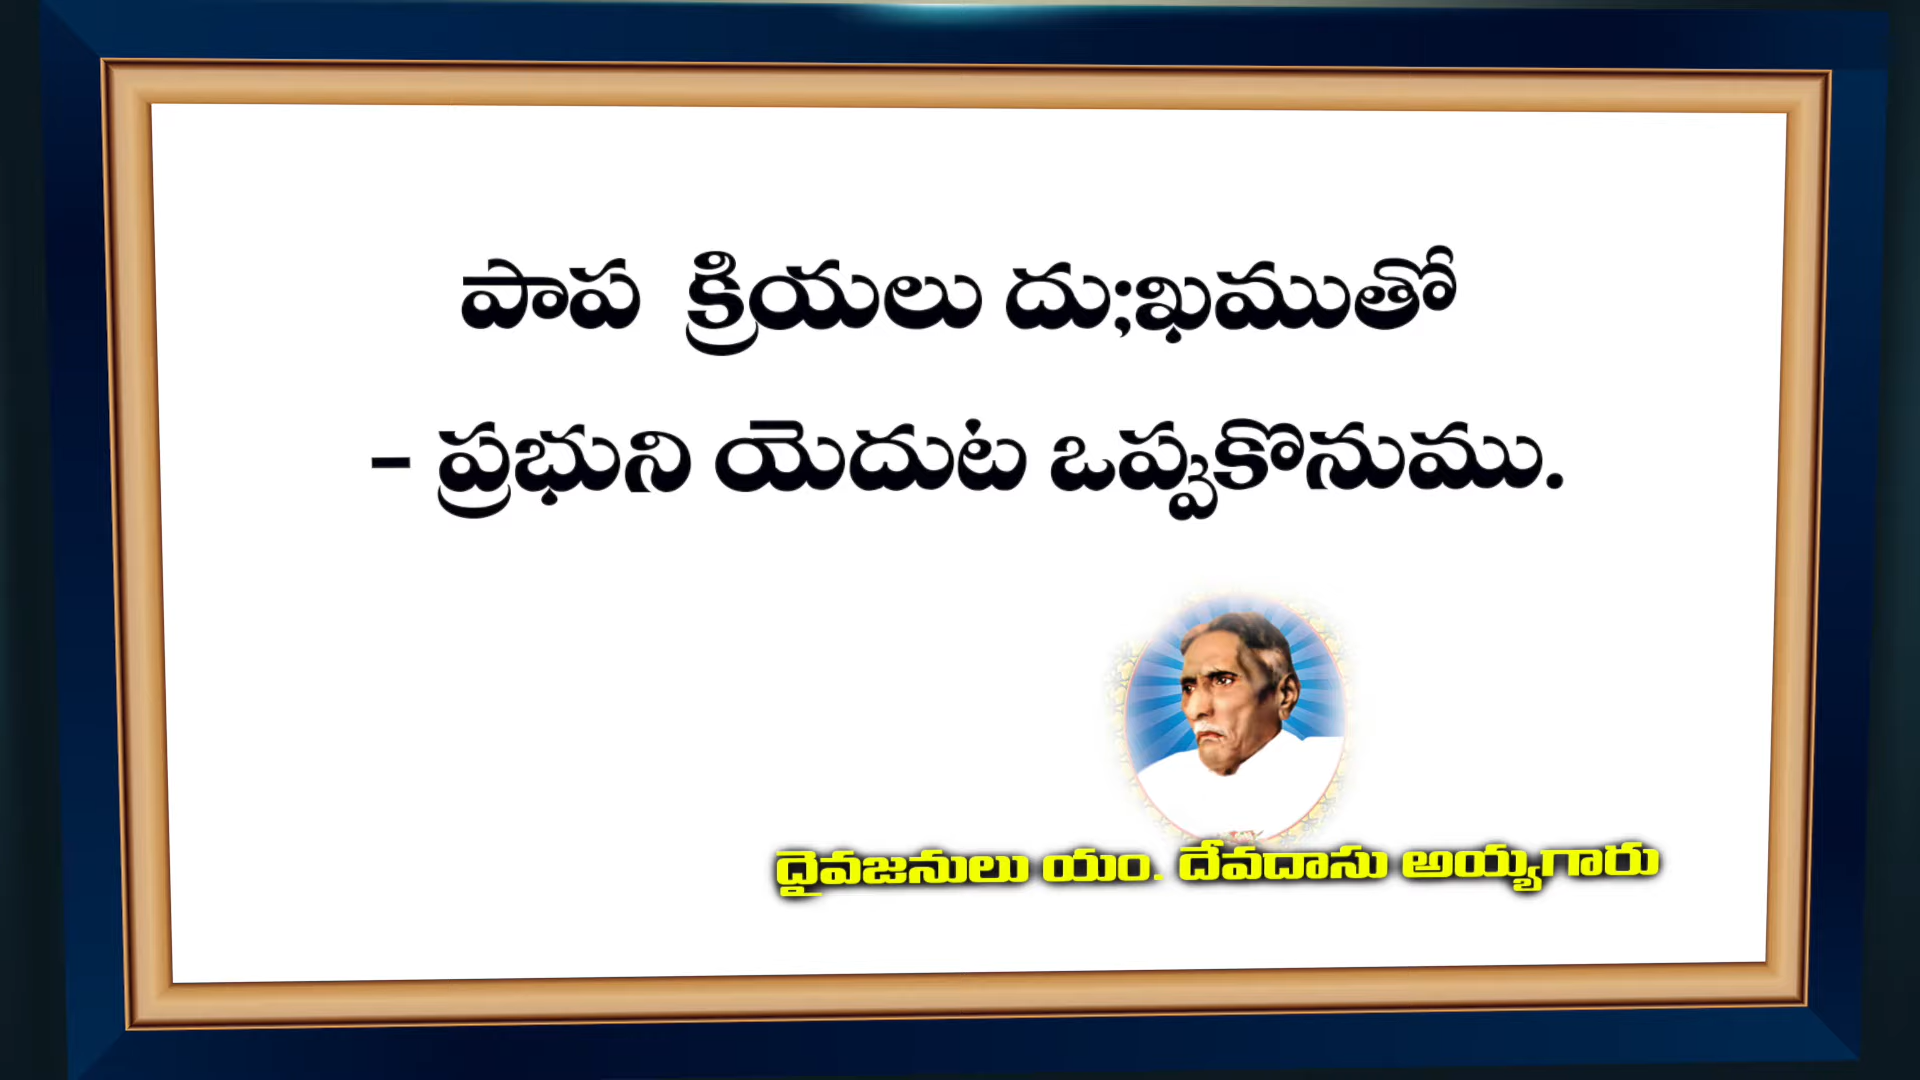 పాప క్రియలు దు;ఖముతో
- ప్రభుని యెదుట ఒప్పుకొనుము.
దైవజనులు యం. దేవదాసు అయ్యగారు